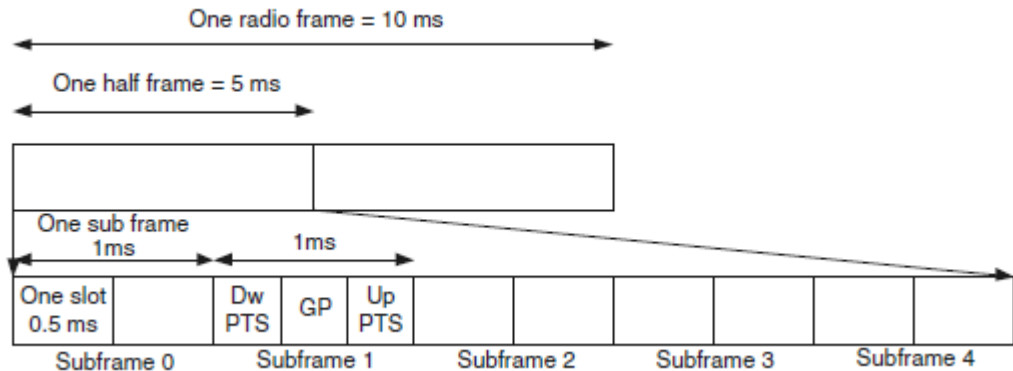 One radio frame = 10 ms
One half frame = 5 ms
One sub frame
1ms
1ms
One slot
0.5 ms
Dw
PTS
GP
Up
PTS
Subframe 0
Subframe 1
Subframe 2
Subframe 3
Subframe 4